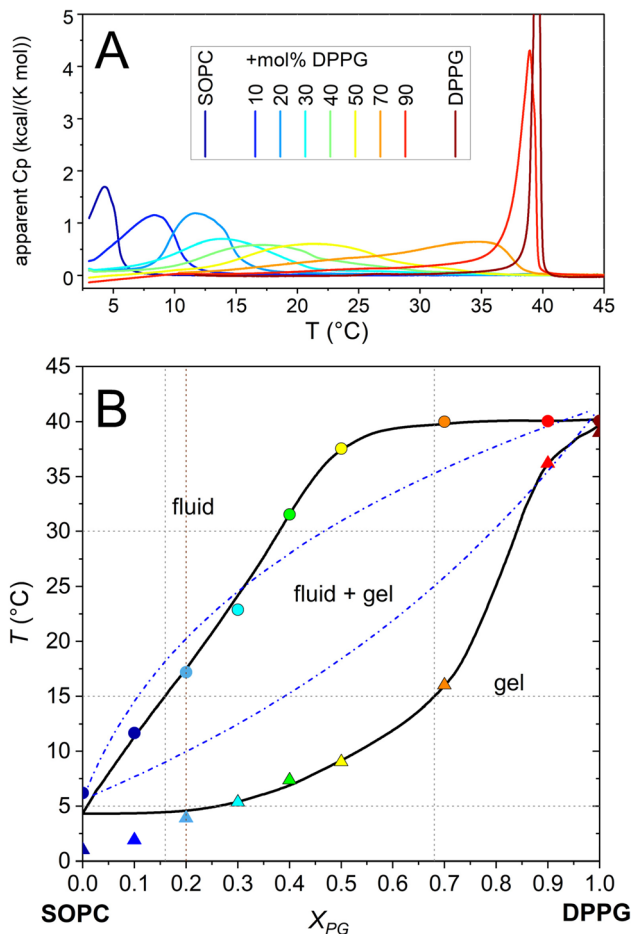 A
apparent Cp (kcal/(K mol))
5
4
3
2
1
0
+mol% DPPG
SOPC
10
20
30
40
50
70
90
DPPG
5 10 15 20 25 30 35 40 45
T (°C)
B
T (°C)
45
40
35
30
25
20
15
10
5
0
fluid
fluid + gel
gel
0.0 0.1 0.2 0.3 0.4 0.5 0.6 0.7 0.8 0.9 1.0
SOPC X_PG DPPG